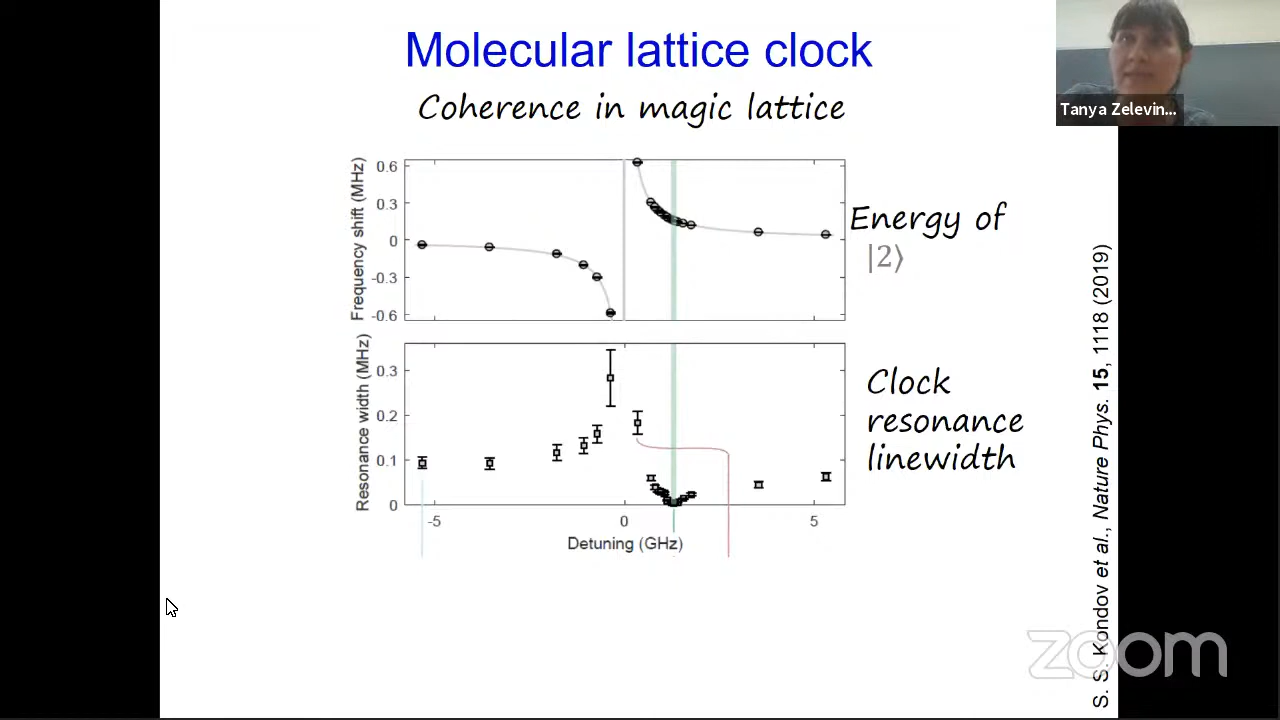 Molecular lattice clock
Coherence in magic lattice
Tanya Zelevin...
Frequency shift (MHz)
0.6
0.3
0
-0.3
-0.6
Energy of
|2⟩
Resonance width (MHz)
0.3
0.2
0.1
0
-5
0
5
Detuning (GHz)
Clock
resonance
linewidth
S. S. Kondov et al., Nature Phys. 15, 1118 (2019)
zoom